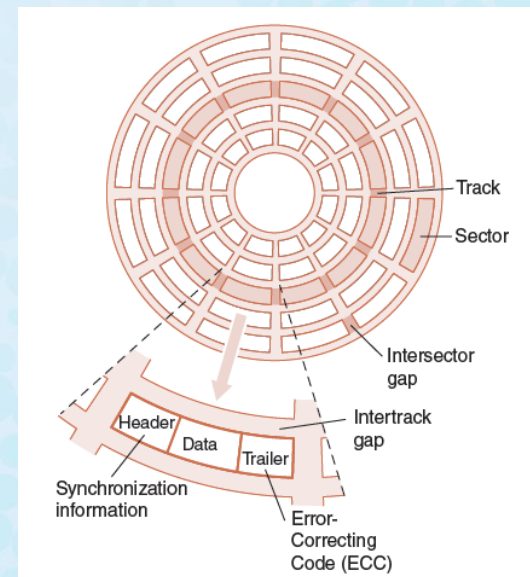 Track
Sector
Intersector
gap
Intertrack
gap
Header
Data
Trailer
Synchronization
information
Error-
Correcting
Code (ECC)